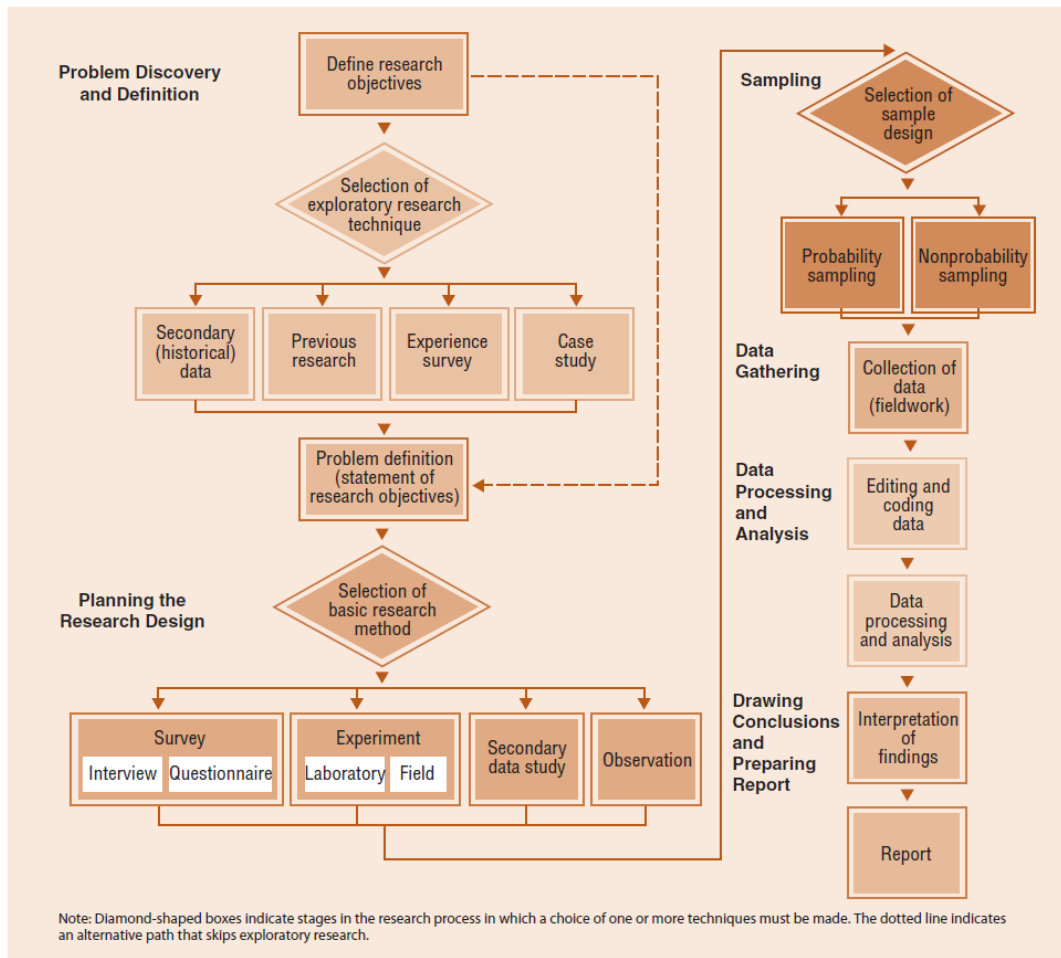 Problem Discovery
and Definition
Define research
objectives
Selection of
exploratory research
technique
Secondary
(historical)
data
Previous
research
Experience
survey
Case
study
Problem definition
(statement of
research objectives)
Planning the
Research Design
Selection of
basic research
method
Survey
Interview
Questionnaire
Experiment
Laboratory
Field
Secondary
data study
Observation
Sampling
Selection of
sample
design
Probability
sampling
Nonprobability
sampling
Data
Gathering
Collection of
data
(fieldwork)
Data
Processing
and
Analysis
Editing and
coding
data
Data
processing
and analysis
Drawing
Conclusions
and
Preparing
Report
Interpretation
of
findings
Report
Note: Diamond-shaped boxes indicate stages in the research process in which a choice of one or more techniques must be made. The dotted line indicates
an alternative path that skips exploratory research.